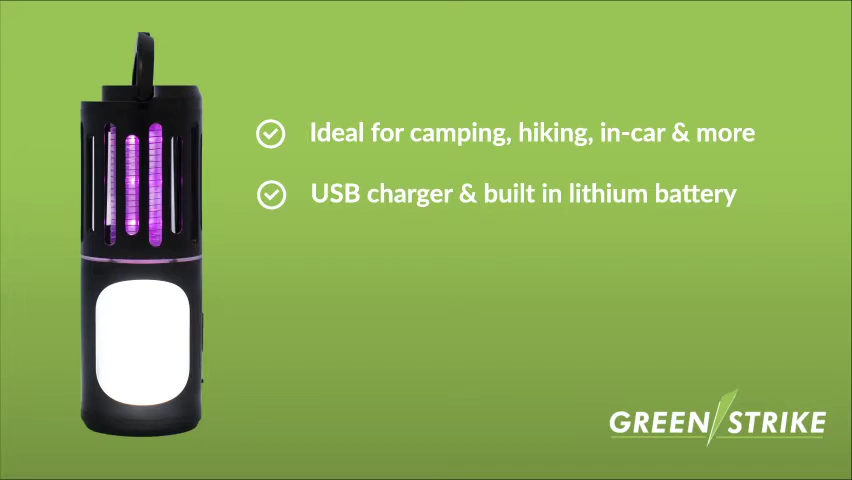 Ideal for camping, hiking, in-car & more
USB charger & built in lithium battery
GREEN STRIKE